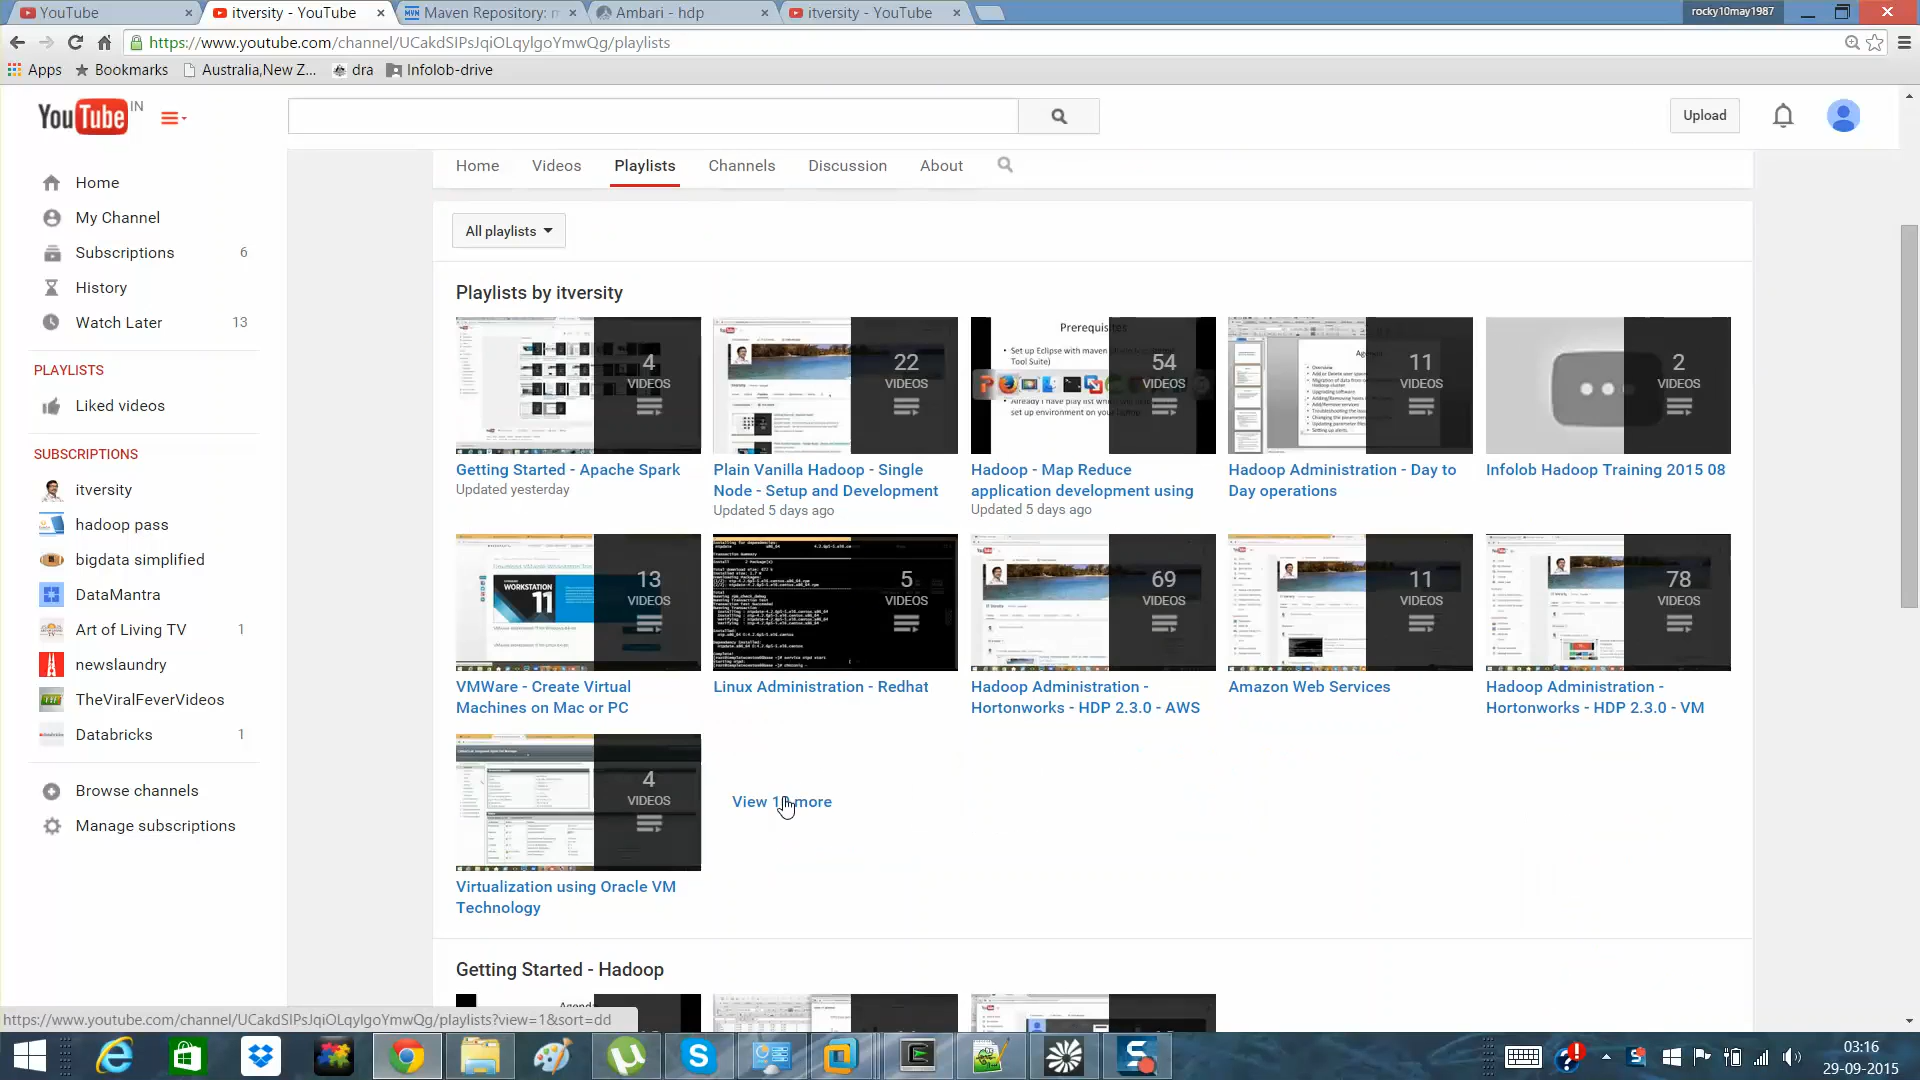 YouTube
itversity - YouTube
Maven Repository: m
Ambari - hdp
itversity - YouTube
rocky10may1987
https://www.youtube.com/channel/UCakdSIPsJqiOLqylgoYmwQg/playlists
Apps
Bookmarks
Australia,New Z...
dra
Infolob-drive
YouTube IN
Upload
Home
Videos
Playlists
Channels
Discussion
About
Home
My Channel
Subscriptions 6
History
Watch Later 13
PLAYLISTS
Liked videos
SUBSCRIPTIONS
itversity
hadoop pass
bigdata simplified
DataMantra
Art of Living TV 1
newslaundry
TheViralFeverVideos
Databricks 1
Browse channels
Manage subscriptions
All playlists
Playlists by itversity
4
VIDEOS
Getting Started - Apache Spark
Updated yesterday
22
VIDEOS
Plain Vanilla Hadoop - Single
Node - Setup and Development
Updated 5 days ago
Prerequisites
Set up Eclipse with maven
Tool Suite)
54
VIDEOS
Hadoop - Map Reduce
application development using
Updated 5 days ago
11
VIDEOS
Hadoop Administration - Day to
Day operations
2
VIDEOS
Infolob Hadoop Training 2015 08
WORKSTATION
11
13
VIDEOS
VMWare - Create Virtual
Machines on Mac or PC
5
VIDEOS
Linux Administration - Redhat
69
VIDEOS
Hadoop Administration -
Hortonworks - HDP 2.3.0 - AWS
11
VIDEOS
Amazon Web Services
78
VIDEOS
Hadoop Administration -
Hortonworks - HDP 2.3.0 - VM
4
VIDEOS
Virtualization using Oracle VM
Technology
View more
Getting Started - Hadoop
https://www.youtube.com/channel/UCakdSIPsJqiOLqylgoYmwQg/playlists?view=1&sort=dd
03:16
29-09-2015